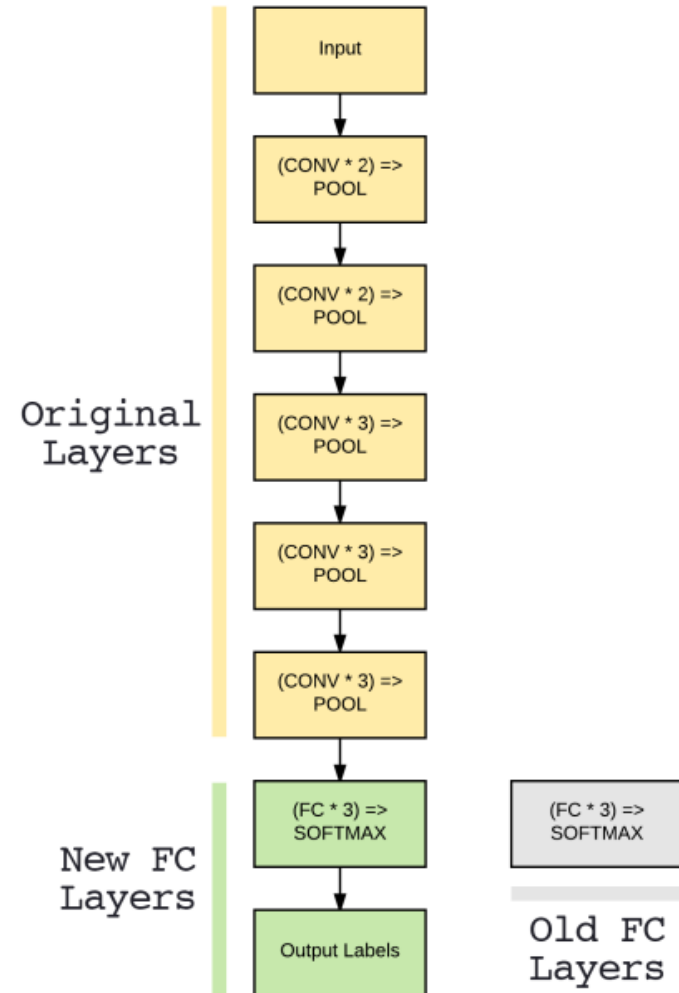 Input
(CONV * 2) =>
POOL
(CONV * 2) =>
POOL
(CONV * 3) =>
POOL
(CONV * 3) =>
POOL
(CONV * 3) =>
POOL
Original
Layers
(FC * 3) =>
SOFTMAX
Output Labels
New FC
Layers
(FC * 3) =>
SOFTMAX
Old FC
Layers